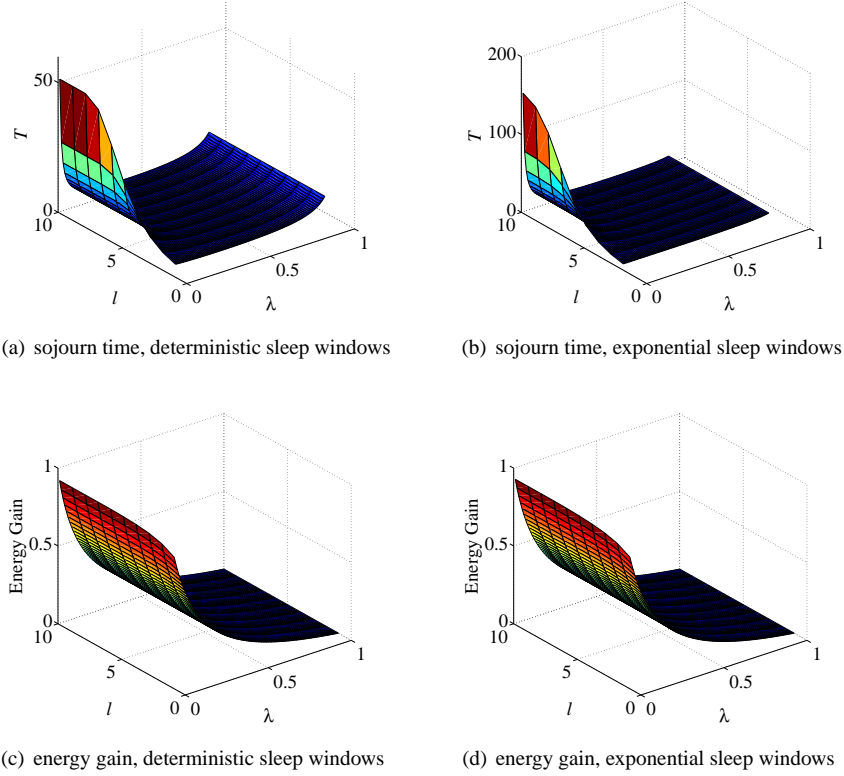 50
T
0
10
5
l
0
0
0.5
λ
1
(a) sojourn time, deterministic sleep windows
200
100
T
0
10
5
l
0
0
0.5
λ
1
(b) sojourn time, exponential sleep windows
1
0.5
Energy Gain
0
10
5
l
0
0
0.5
λ
1
(c) energy gain, deterministic sleep windows
1
0.5
Energy Gain
0
10
5
l
0
0
0.5
λ
1
(d) energy gain, exponential sleep windows